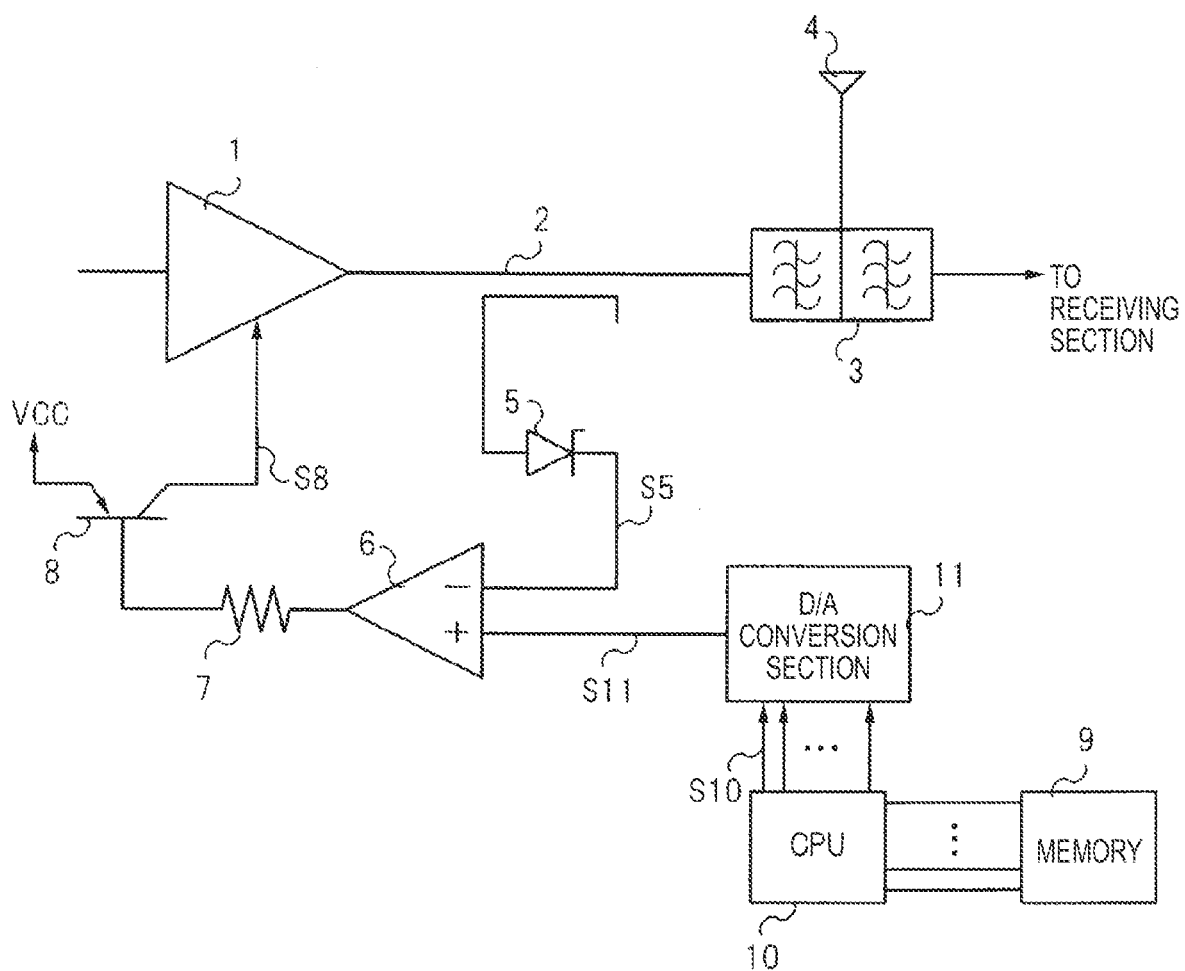 4
1
2
TO
RECEIVING
SECTION
3
VCC
5
S8
S5
8
6
11
D/A
CONVERSION
SECTION
7
S11
9
S10
CPU
MEMORY
10